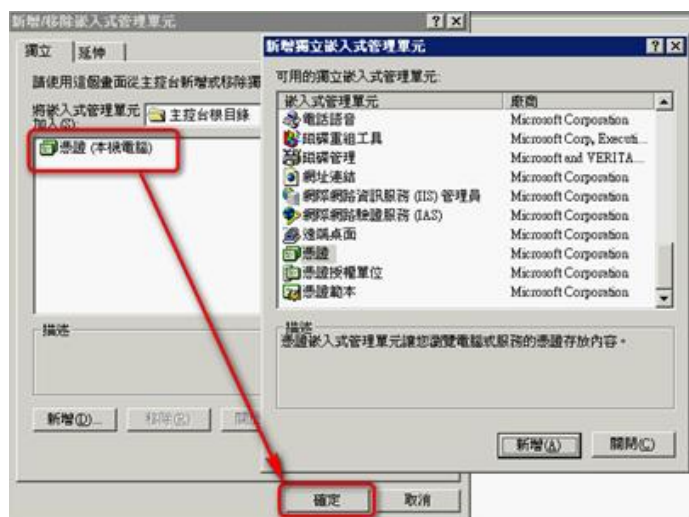 新增/移除嵌入式管理單元
獨立
延伸
請使用這個畫面從主控台新增或移除獨
將嵌入式管理單元
加入(S):
主控台根目錄
憑證 (本機電腦)
描述
新增(D)...
移除(R)
確定
取消
新增獨立嵌入式管理單元
可用的獨立嵌入式管理單元:
嵌入式管理單元 廠商
電話語音 Microsoft Corporation
磁碟重組工具 Microsoft Corp, Executi...
磁碟管理 Microsoft and VERITA...
網址連結 Microsoft Corporation
網際網路資訊服務 (IIS) 管理員 Microsoft Corporation
網際網路驗證服務 (IAS) Microsoft Corporation
遠端桌面 Microsoft Corporation
憑證 Microsoft Corporation
憑證授權單位 Microsoft Corporation
憑證範本 Microsoft Corporation
描述
憑證嵌入式管理單元讓您瀏覽電腦或服務的憑證存放內容。
新增(A)
關閉(C)